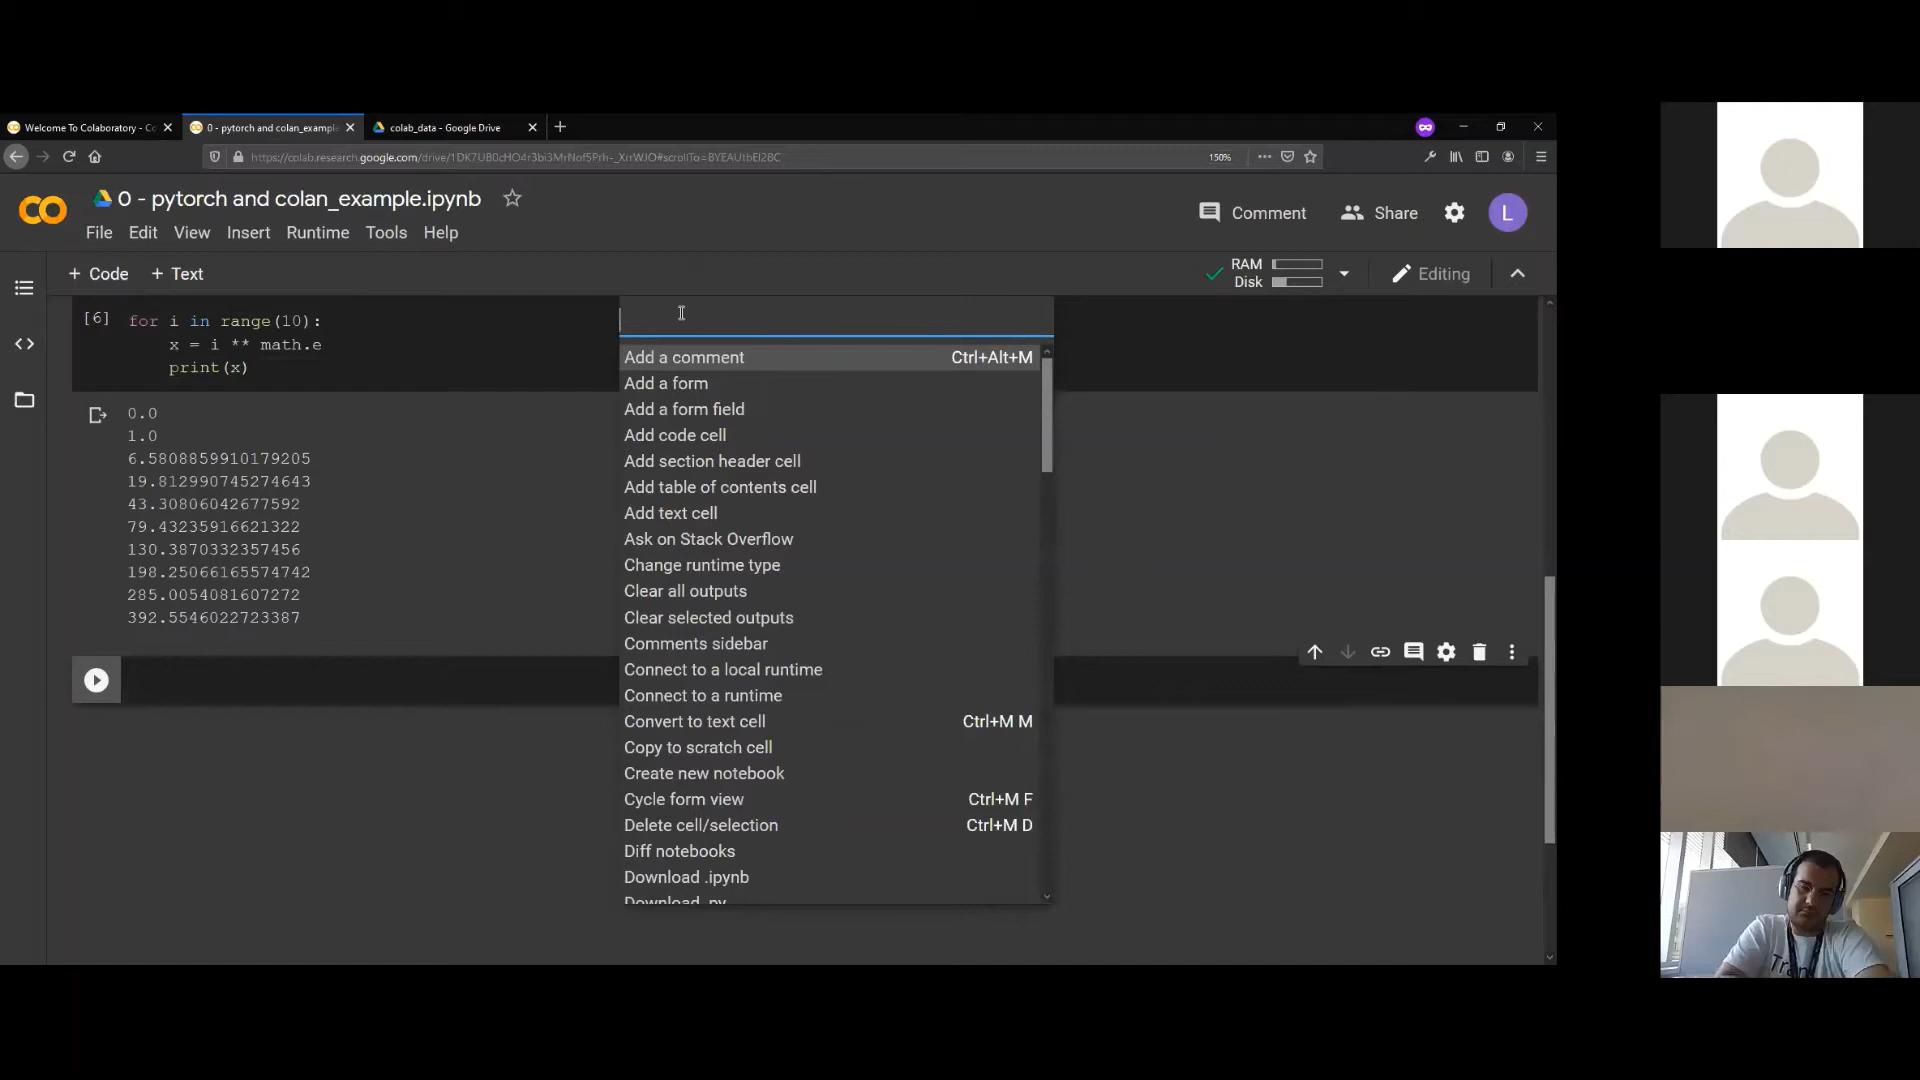 Welcome To Colaboratory - Co
0 - pytorch and colan_example
colab_data - Google Drive
150%
0 - pytorch and colan_example.ipynb
Comment
Share
L
File Edit View Insert Runtime Tools Help
+ Code + Text
RAM
Disk
Editing
[6]
for i in range(10):
x = i ** math.e
print(x)
0.0
1.0
6.5808859910179205
19.812990745274643
43.30806042677592
79.43235916621322
130.3870332357456
198.25066165574742
285.0054081607272
392.5546022723387
Add a comment Ctrl+Alt+M
Add a form
Add a form field
Add code cell
Add section header cell
Add table of contents cell
Add text cell
Ask on Stack Overflow
Change runtime type
Clear all outputs
Clear selected outputs
Comments sidebar
Connect to a local runtime
Connect to a runtime
Convert to text cell Ctrl+M M
Copy to scratch cell
Create new notebook
Cycle form view Ctrl+M F
Delete cell/selection Ctrl+M D
Diff notebooks
Download .ipynb
Download .py